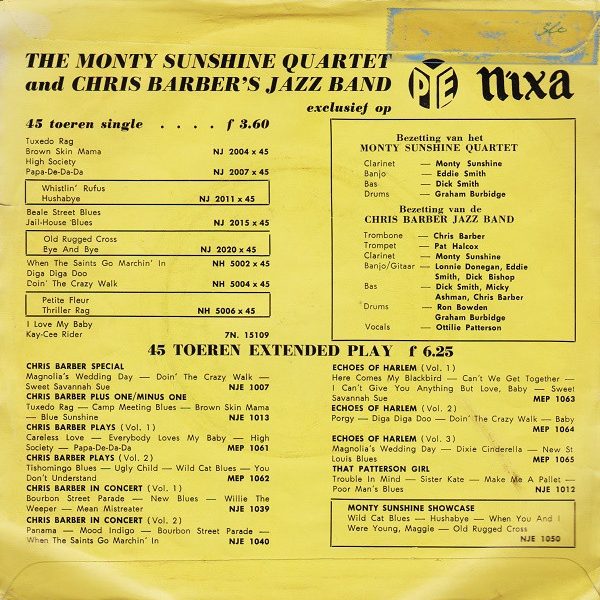 THE MONTY SUNSHINE QUARTET
and CHRIS BARBER'S JAZZ BAND
exclusief op
PYE nixa
45 toeren single . . . . f 3.60
Tuxedo Rag
Brown Skin Mama NJ 2004 x 45
High Society
Papa-De-Da-Da NJ 2007 x 45
Whistlin' Rufus
Hushabye NJ 2011 x 45
Beale Street Blues
Jail-House Blues NJ 2015 x 45
Old Rugged Cross
Bye And Bye NJ 2020 x 45
When The Saints Go Marchin' In NH 5002 x 45
Diga Diga Doo
Doin' The Crazy Walk NH 5004 x 45
Petite Fleur
Thriller Rag NH 5006 x 45
I Love My Baby
Kay-Cee Rider 7N. 15109
Bezetting van het
MONTY SUNSHINE QUARTET
Clarinet — Monty Sunshine
Banjo — Eddie Smith
Bas — Dick Smith
Drums — Graham Burbidge
Bezetting van de
CHRIS BARBER JAZZ BAND
Trombone — Chris Barber
Trompet — Pat Halcox
Clarinet — Monty Sunshine
Banjo/Gitaar — Lonnie Donegan, Eddie
Smith, Dick Bishop
Bas — Dick Smith, Micky
Ashman, Chris Barber
Drums — Ron Bowden
Graham Burbidge
Vocals — Ottilie Patterson
45 TOEREN EXTENDED PLAY f 6.25
CHRIS BARBER SPECIAL
Magnolia's Wedding Day — Doin' The Crazy Walk —
Sweet Savannah Sue NJE 1007
CHRIS BARBER PLUS ONE/MINUS ONE
Tuxedo Rag — Camp Meeting Blues — Brown Skin Mama
— Blue Sunshine NJE 1013
CHRIS BARBER PLAYS (Vol. 1)
Careless Love — Everybody Loves My Baby — High
Society — Papa-De-Da-Da MEP 1061
CHRIS BARBER PLAYS (Vol. 2)
Tishomingo Blues — Ugly Child — Wild Cat Blues — You
Don't Understand MEP 1062
CHRIS BARBER IN CONCERT (Vol. 1)
Bourbon Street Parade — New Blues — Willie The
Weeper — Mean Mistreater NJE 1039
CHRIS BARBER IN CONCERT (Vol. 2)
Panama — Mood Indigo — Bourbon Street Parade —
When The Saints Go Marchin' In NJE 1040
ECHOES OF HARLEM (Vol. 1)
Here Comes My Blackbird — Can't We Get Together —
I Can't Give You Anything But Love, Baby — Sweet
Savannah Sue MEP 1063
ECHOES OF HARLEM (Vol. 2)
Porgy — Diga Diga Doo — Doin' The Crazy Walk — Baby
MEP 1064
ECHOES OF HARLEM (Vol. 3)
Magnolia's Wedding Day — Dixie Cinderella — New St
Louis Blues MEP 1065
THAT PATTERSON GIRL
Trouble In Mind — Sister Kate — Make Me A Pallet —
Poor Man's Blues NJE 1012
MONTY SUNSHINE SHOWCASE
Wild Cat Blues — Hushabye — When You And I
Were Young, Maggie — Old Rugged Cross
NJE 1050